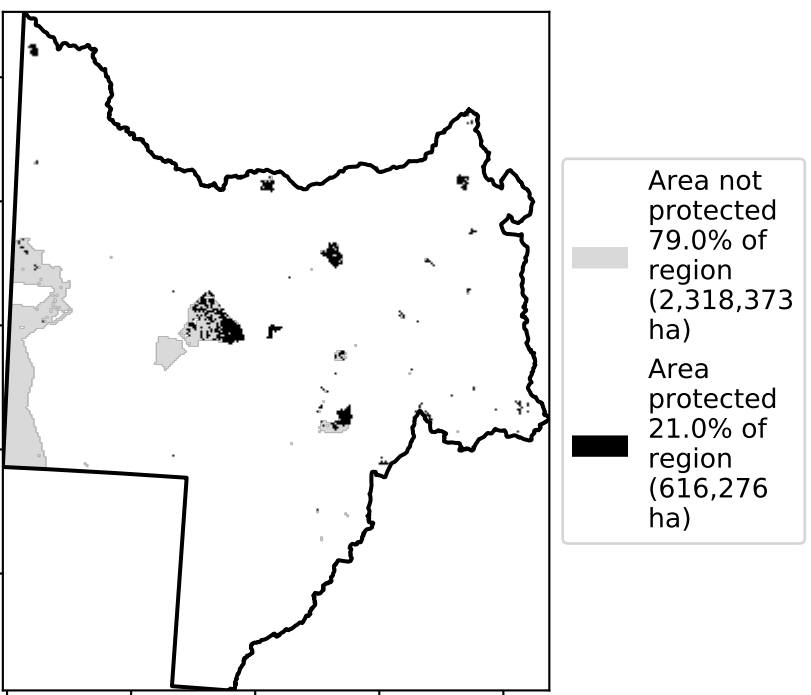 Area not
protected
79.0% of
region
(2,318,373
ha)
Area
protected
21.0% of
region
(616,276
ha)